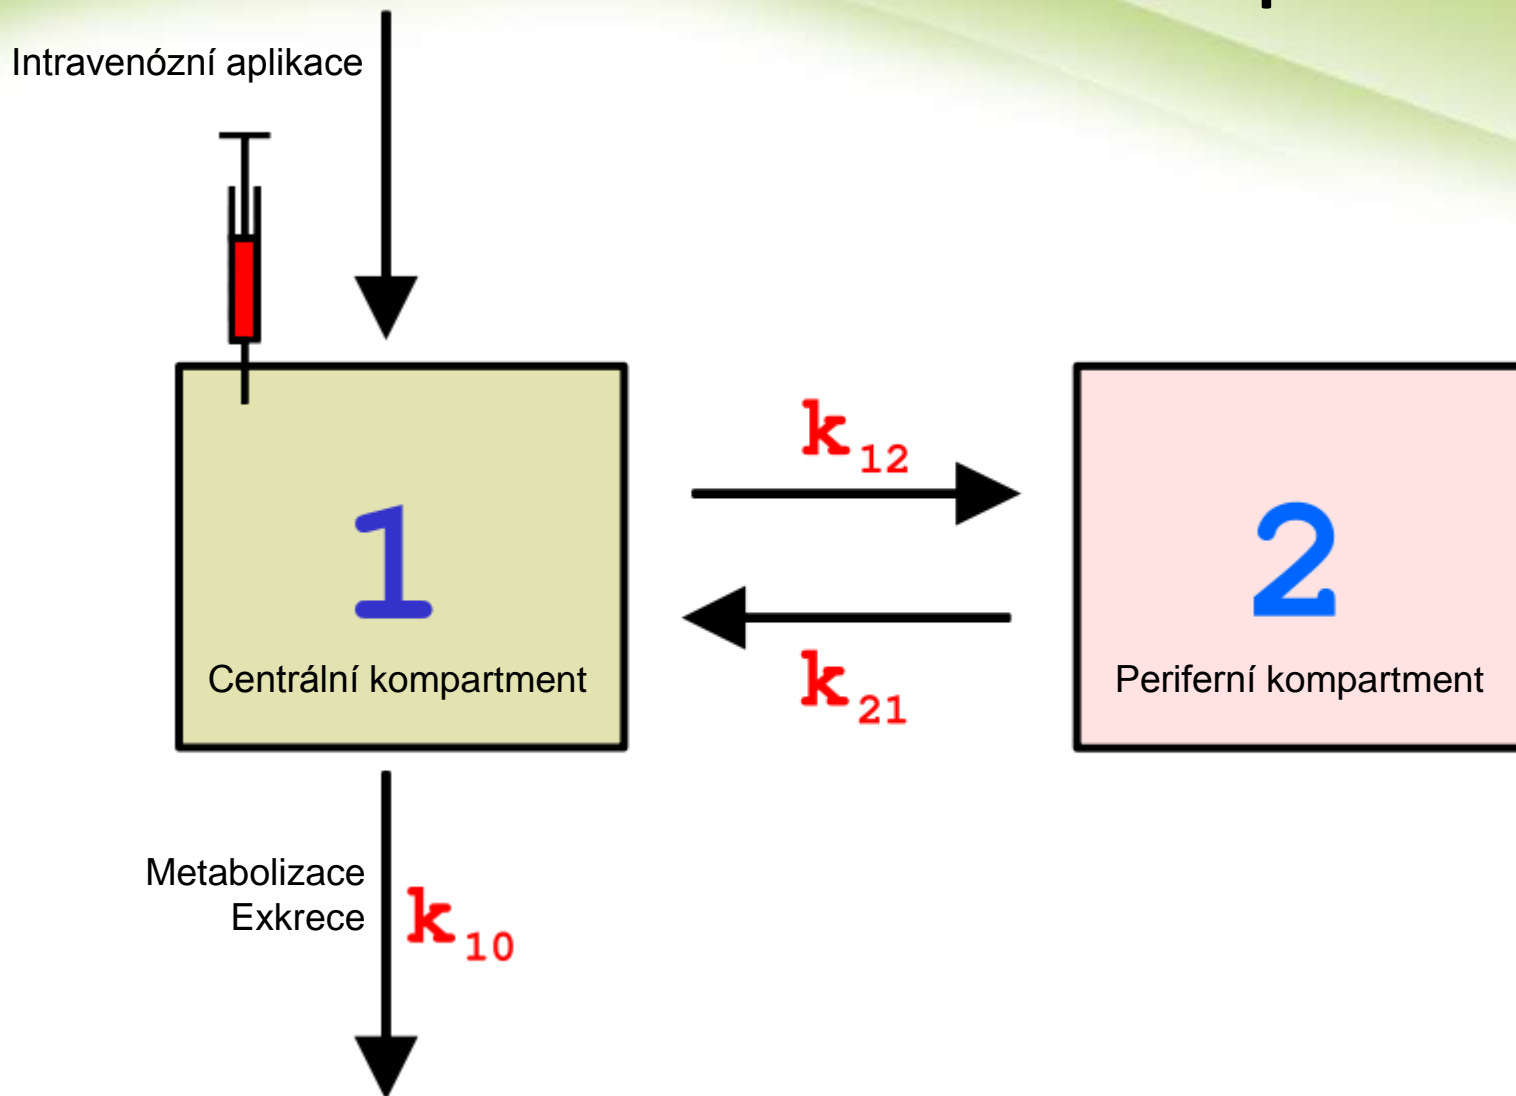 Intravenózní aplikace
k12
1
2
Centrální kompartment
k21
Periferní kompartment
Metabolizace
Exkrece
k10